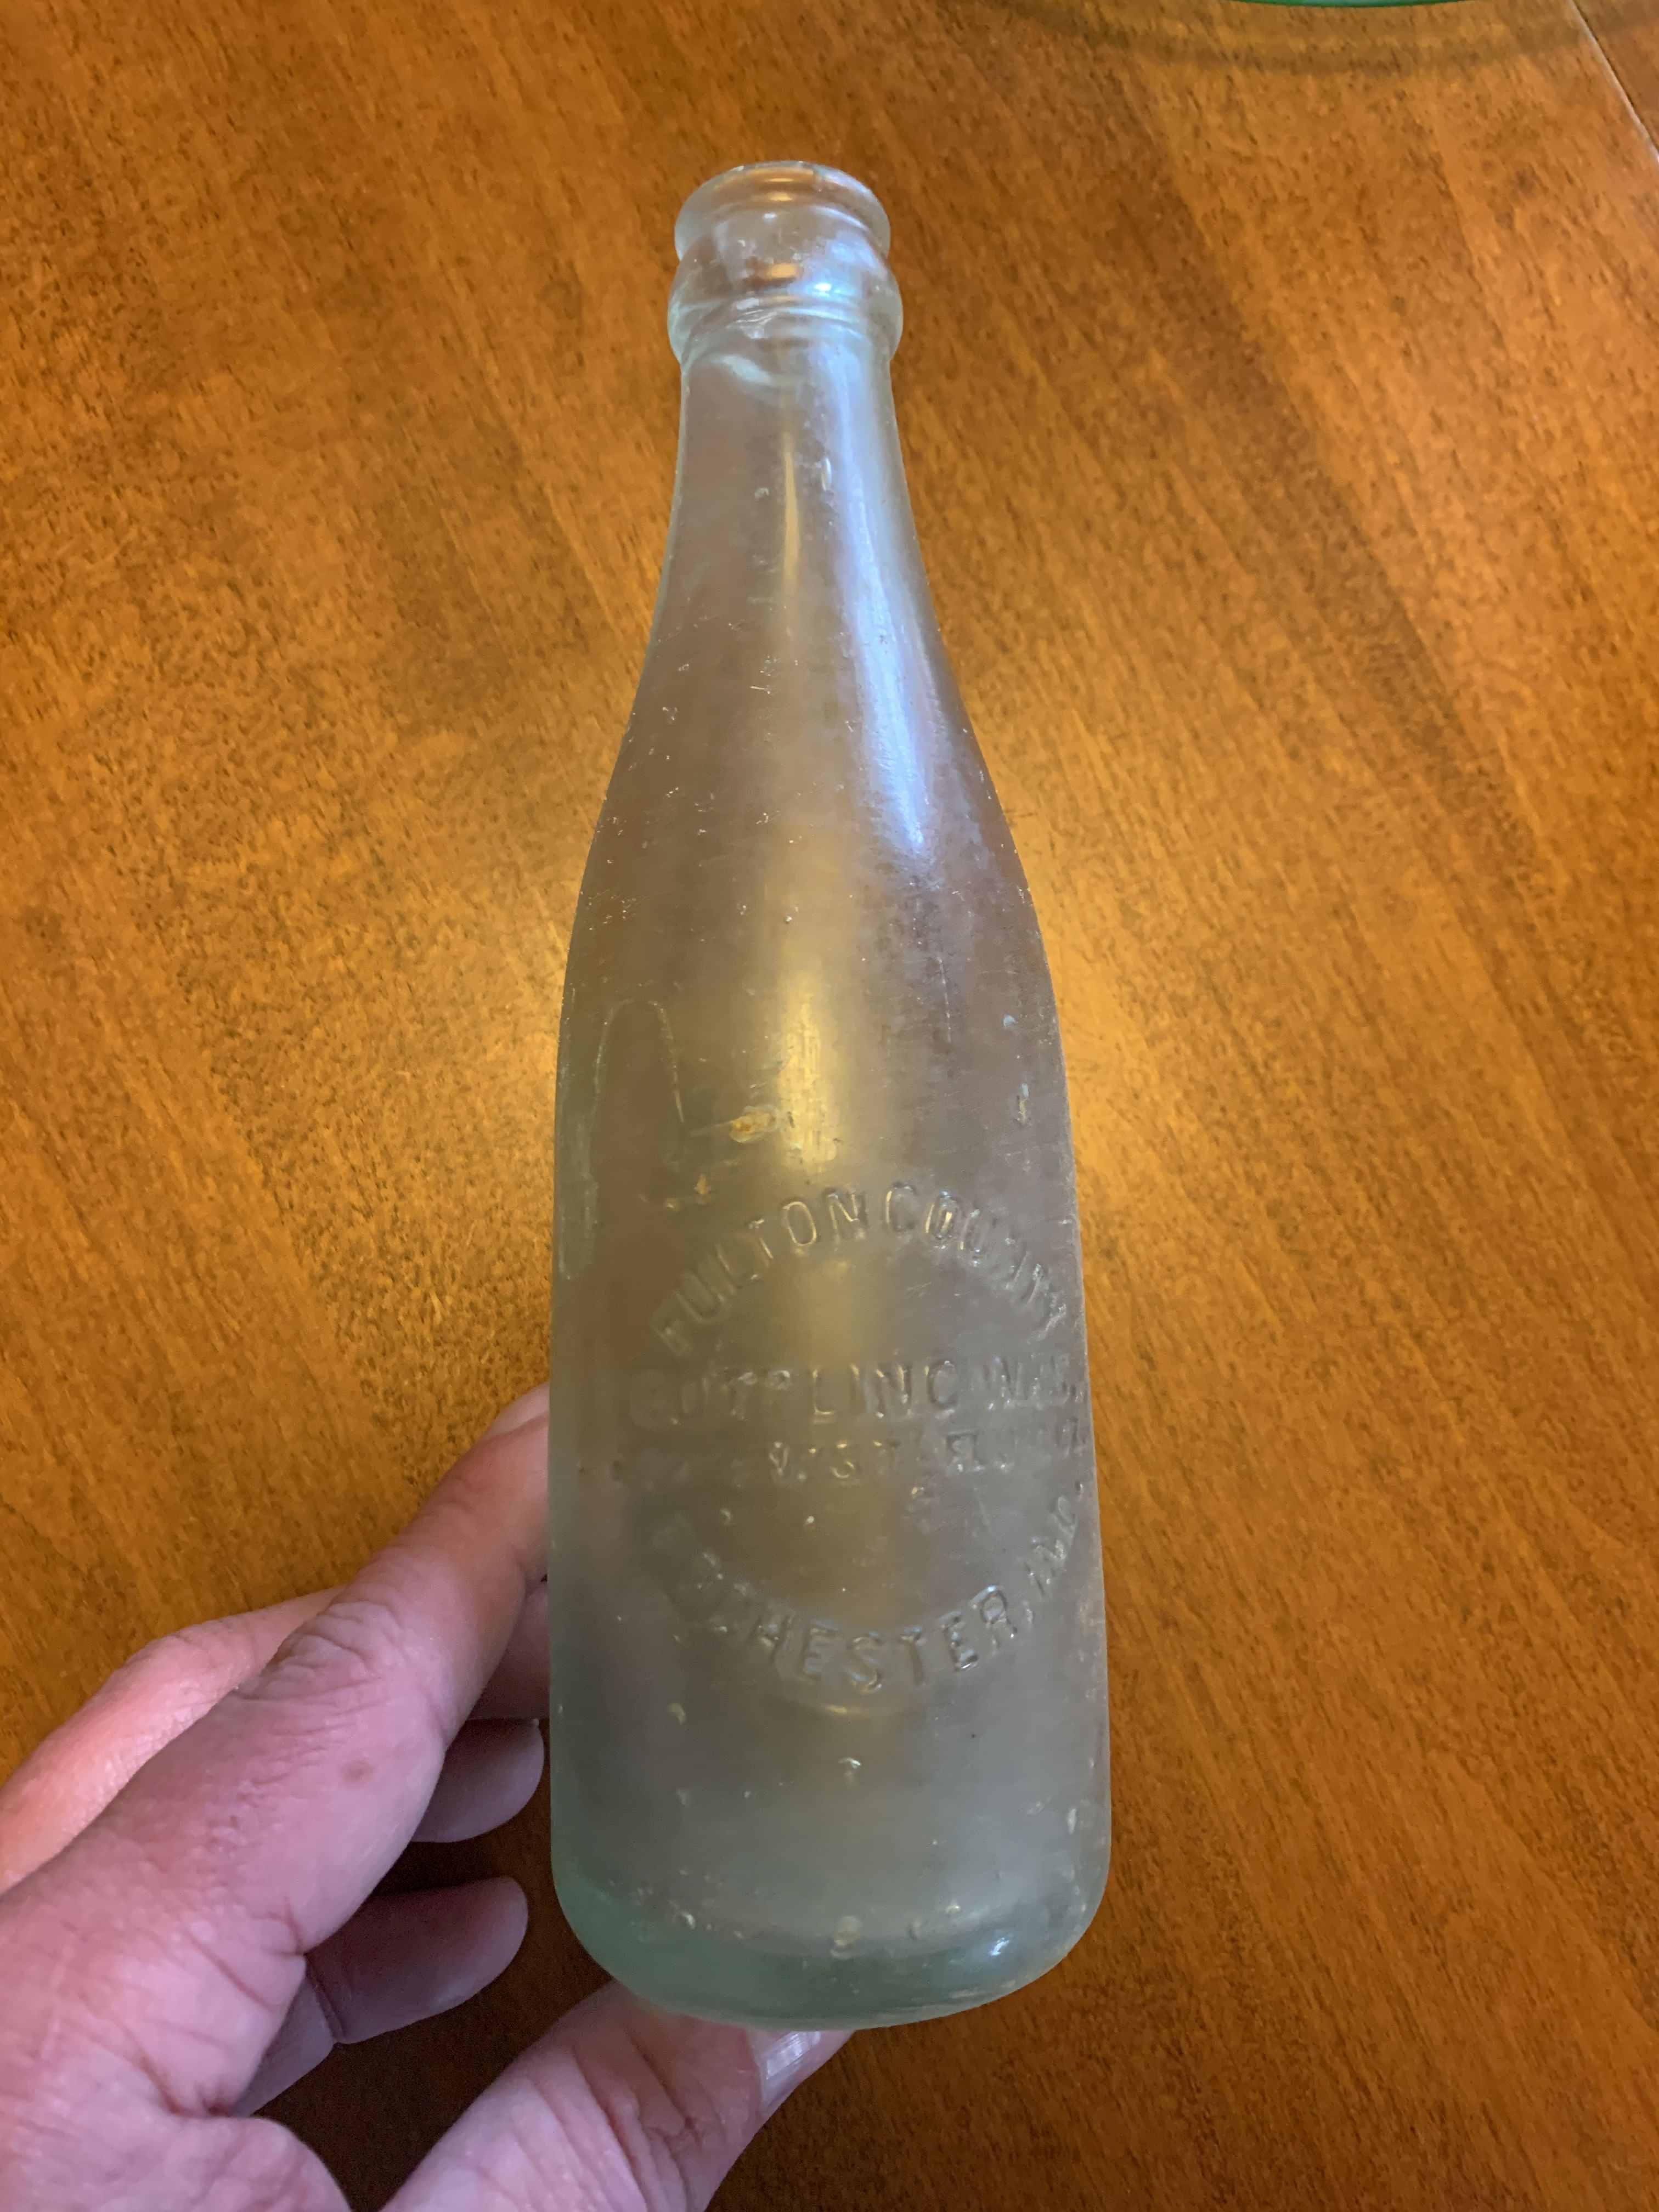 FULTON COUNTY
BOTTLING WKS.
ROCHESTER, IND.